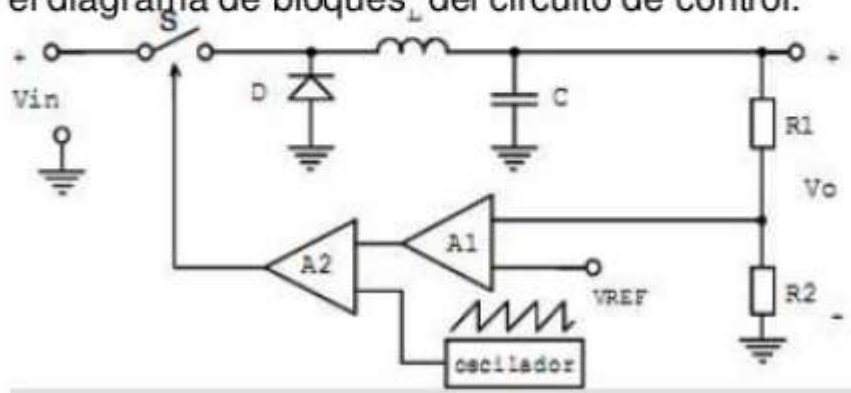 el diagrama de bloques del circuito de control.
S
L
+
+
Vin
D
C
R1
Vo
A1
A2
VREF
R2
-
oscilador